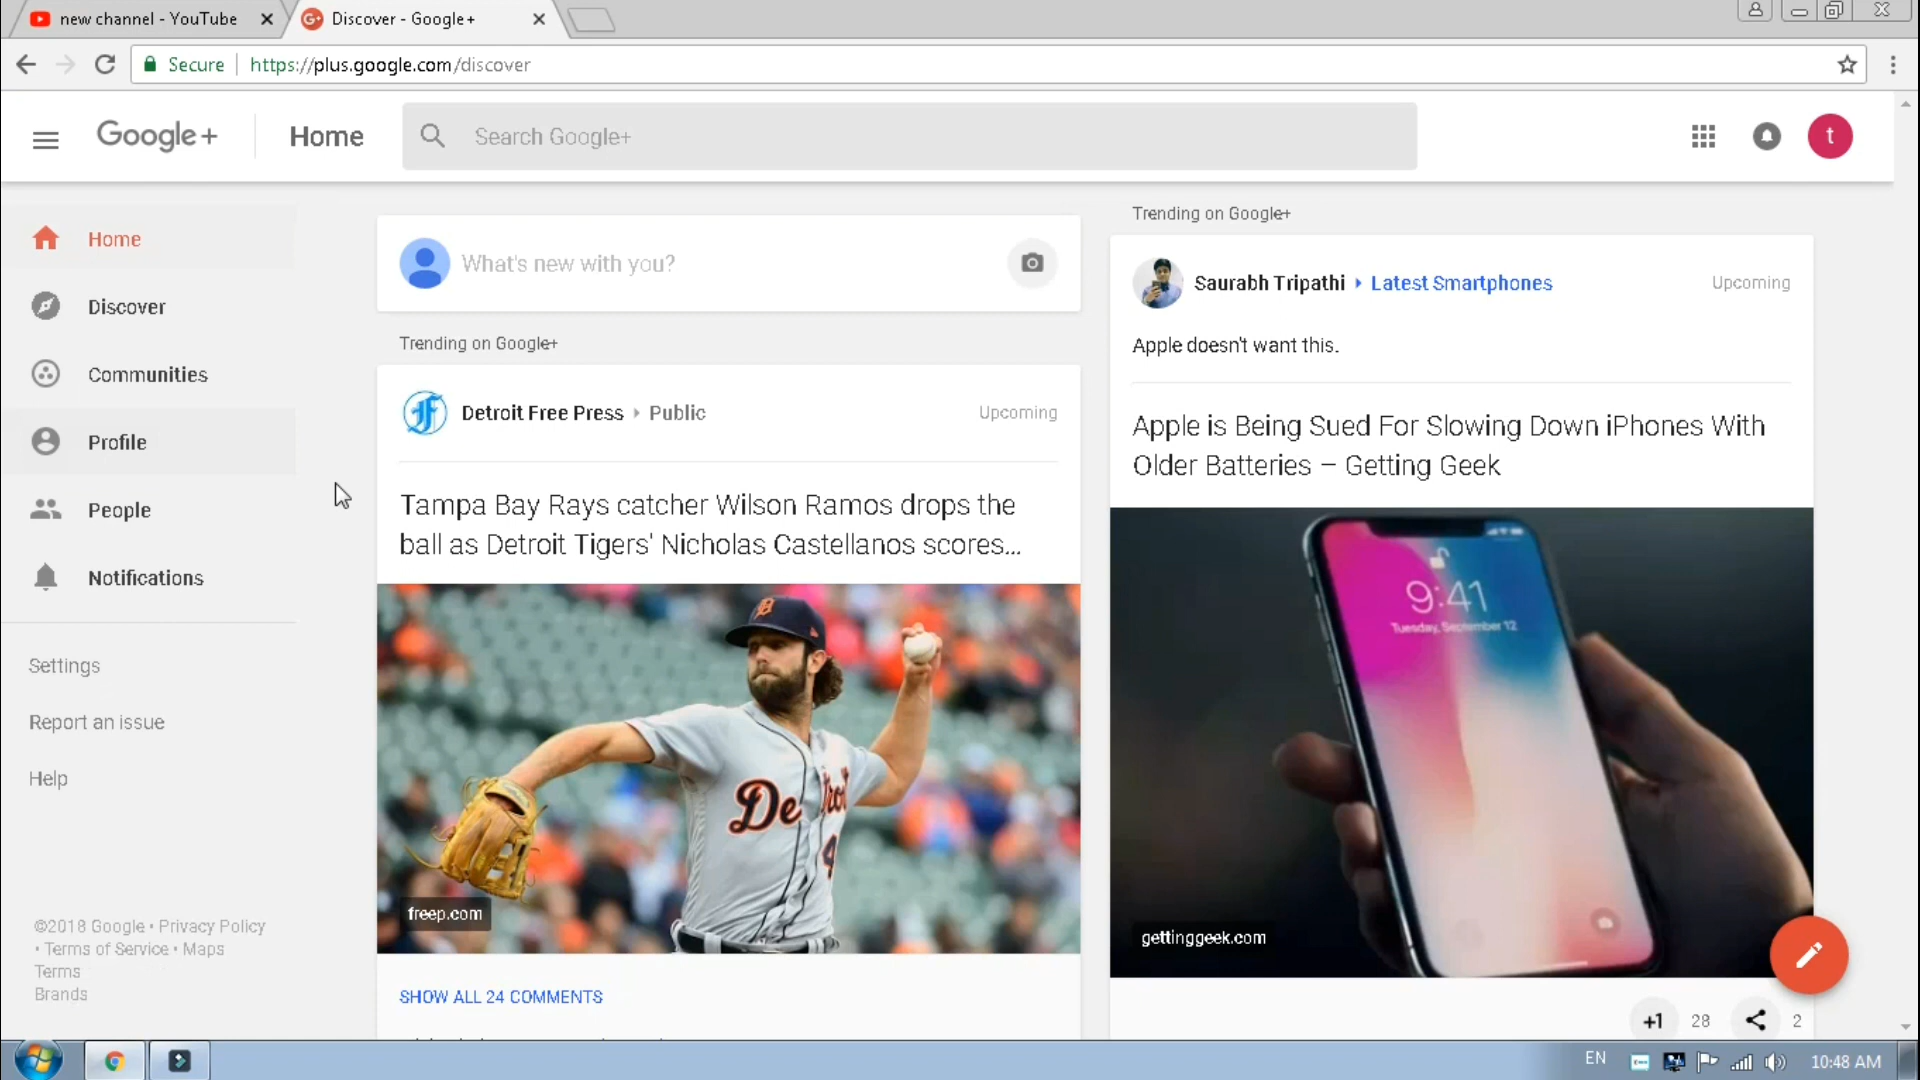 new channel - YouTube
Discover - Google+
Secure
https://plus.google.com/discover
Google+
Home
Search Google+
t
Home
Discover
Communities
Profile
People
Notifications
Settings
Report an issue
Help
©2018 Google • Privacy Policy
• Terms of Service • Maps
Terms
Brands
What's new with you?
Trending on Google+
Detroit Free Press
Public
Upcoming
Tampa Bay Rays catcher Wilson Ramos drops the
ball as Detroit Tigers' Nicholas Castellanos scores...
freep.com
SHOW ALL 24 COMMENTS
Trending on Google+
Saurabh Tripathi
Latest Smartphones
Upcoming
Apple doesn't want this.
Apple is Being Sued For Slowing Down iPhones With
Older Batteries – Getting Geek
9:41
Tuesday, September 12
gettinggeek.com
+1
28
2
EN
10:48 AM